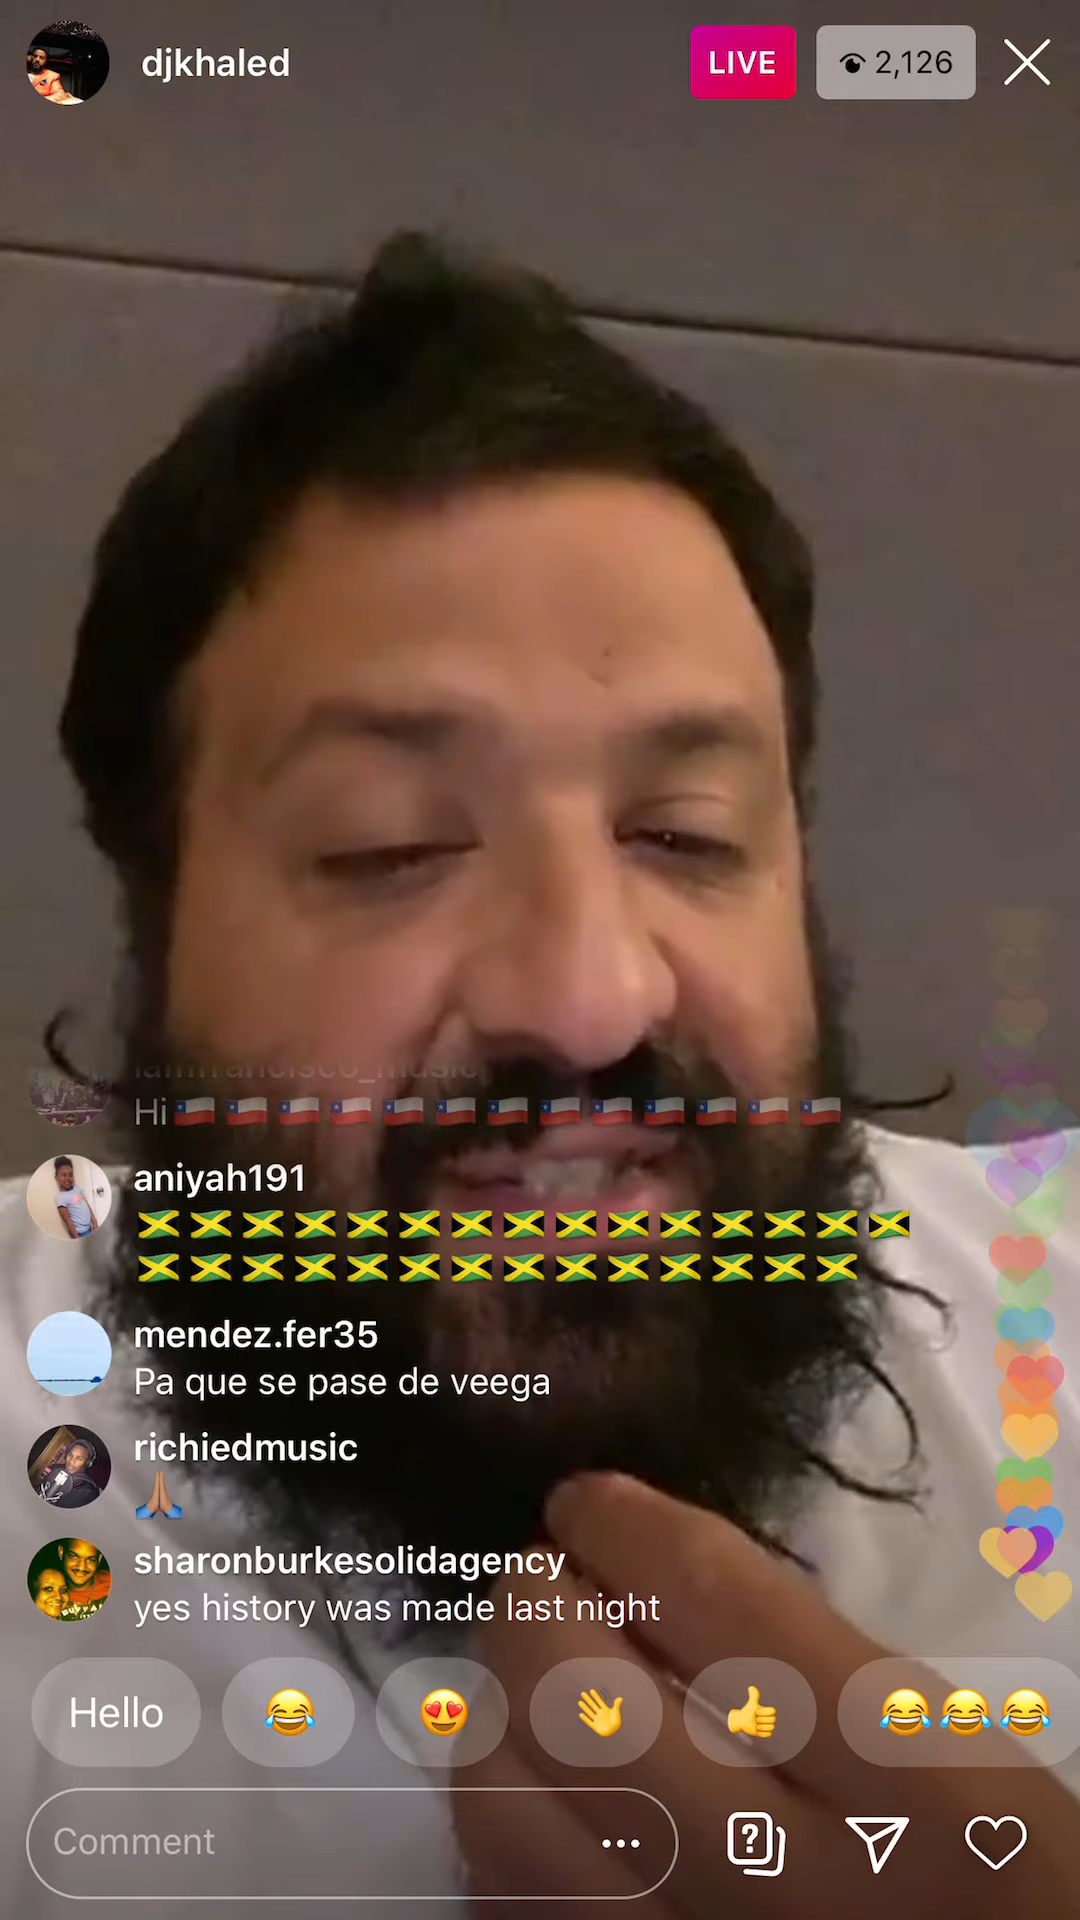 djkhaled
LIVE
2,126
iamfrancisco_music
Hi 🇨🇱🇨🇱🇨🇱🇨🇱🇨🇱🇨🇱🇨🇱🇨🇱🇨🇱🇨🇱🇨🇱🇨🇱🇨🇱
aniyah191
🇯🇲🇯🇲🇯🇲🇯🇲🇯🇲🇯🇲🇯🇲🇯🇲🇯🇲🇯🇲🇯🇲🇯🇲🇯🇲🇯🇲🇯🇲
🇯🇲🇯🇲🇯🇲🇯🇲🇯🇲🇯🇲🇯🇲🇯🇲🇯🇲🇯🇲🇯🇲🇯🇲🇯🇲🇯🇲
mendez.fer35
Pa que se pase de veega
richiedmusic
🙏🏽
sharonburkesolidagency
yes history was made last night
Hello 😂 😍 👋 👍 😂😂😂
Comment ...